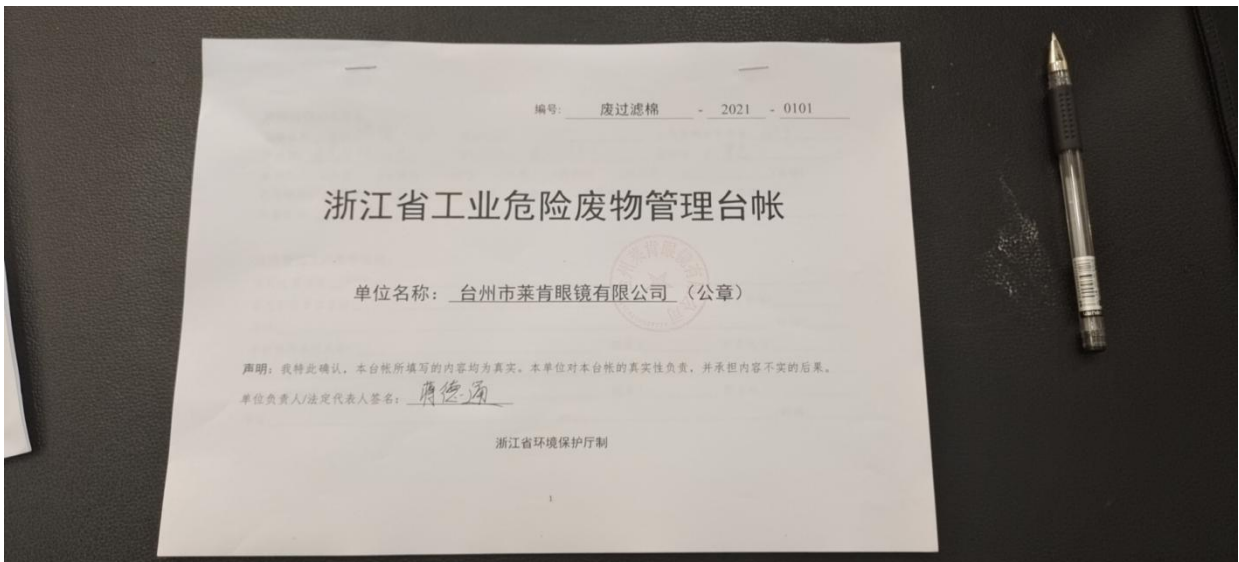 编号: 废过滤棉 - 2021 - 0101
浙江省工业危险废物管理台帐
单位名称: 台州市莱肯眼镜有限公司 (公章)
声明: 我特此确认, 本台帐所填写的内容均为真实。本单位对本台帐的真实性负责, 并承担内容不实的后果。
单位负责人/法定代表人签名: 蒋德通
浙江省环境保护厅制
1